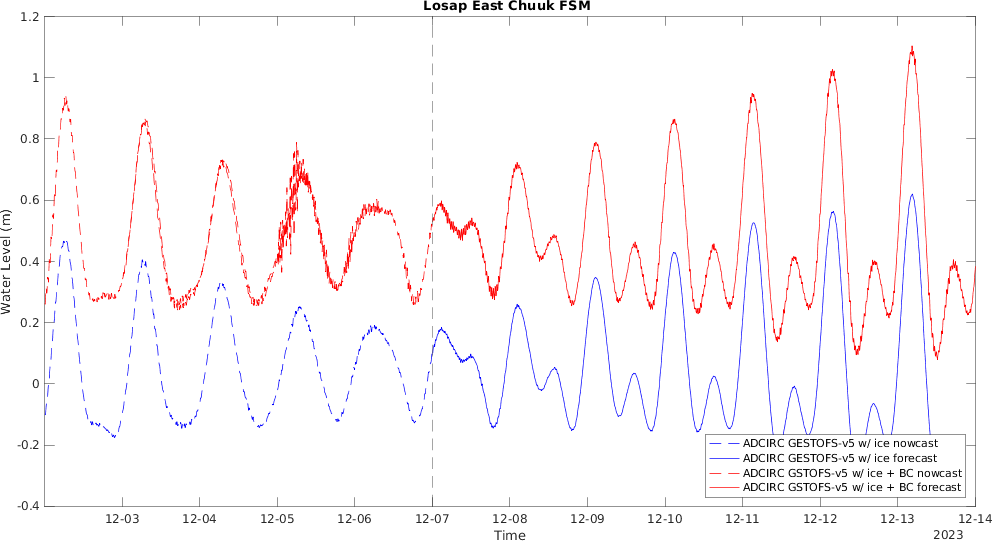 Losap East Chuuk FSM
1.2
1
0.8
0.6
0.4
0.2
0
-0.2
-0.4
Water Level (m)
ADCIRC GESTOFS-v5 w/ ice nowcast
ADCIRC GESTOFS-v5 w/ ice forecast
ADCIRC GSTOFS-v5 w/ ice + BC nowcast
ADCIRC GSTOFS-v5 w/ ice + BC forecast
12-03 12-04 12-05 12-06 12-07 12-08 12-09 12-10 12-11 12-12 12-13 12-14
Time
2023